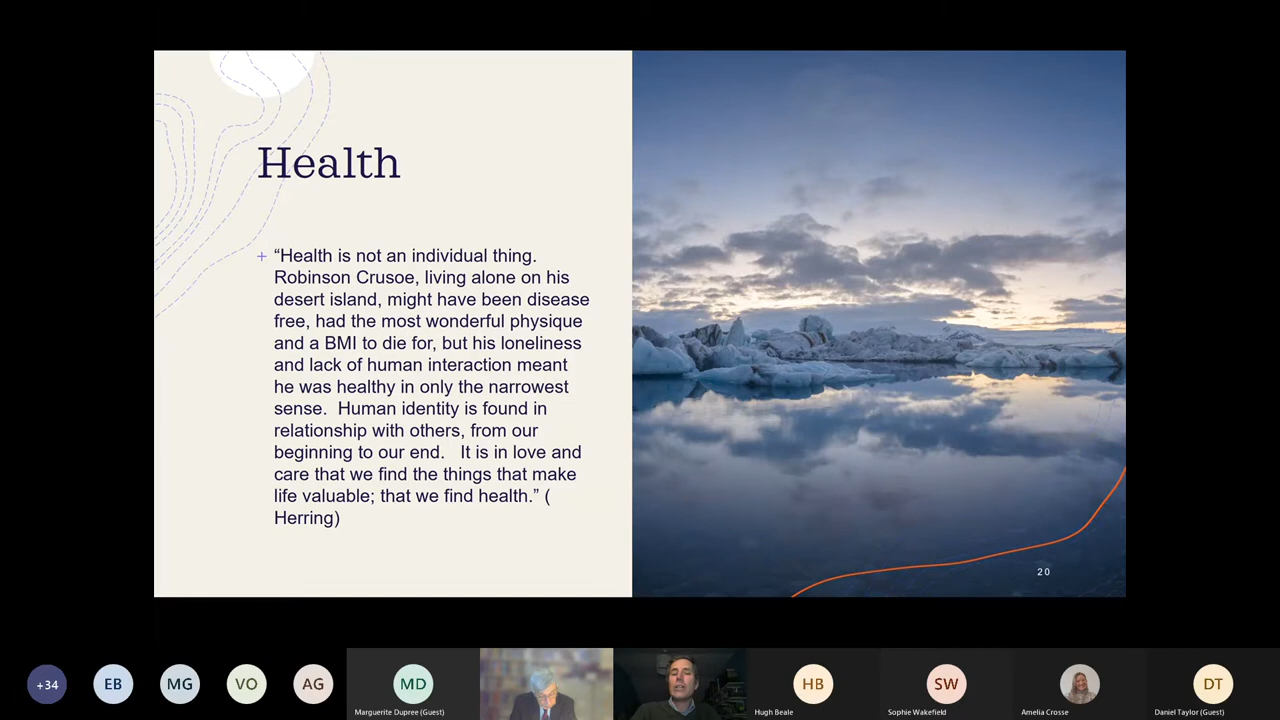 Health
+ “Health is not an individual thing.
Robinson Crusoe, living alone on his
desert island, might have been disease
free, had the most wonderful physique
and a BMI to die for, but his loneliness
and lack of human interaction meant
he was healthy in only the narrowest
sense.  Human identity is found in
relationship with others, from our
beginning to our end.   It is in love and
care that we find the things that make
life valuable; that we find health.” (
Herring)
20
+34
EB
MG
VO
AG
MD
Marguerite Dupree (Guest)
HB
Hugh Beale
SW
Sophie Wakefield
Amelia Crosse
DT
Daniel Taylor (Guest)